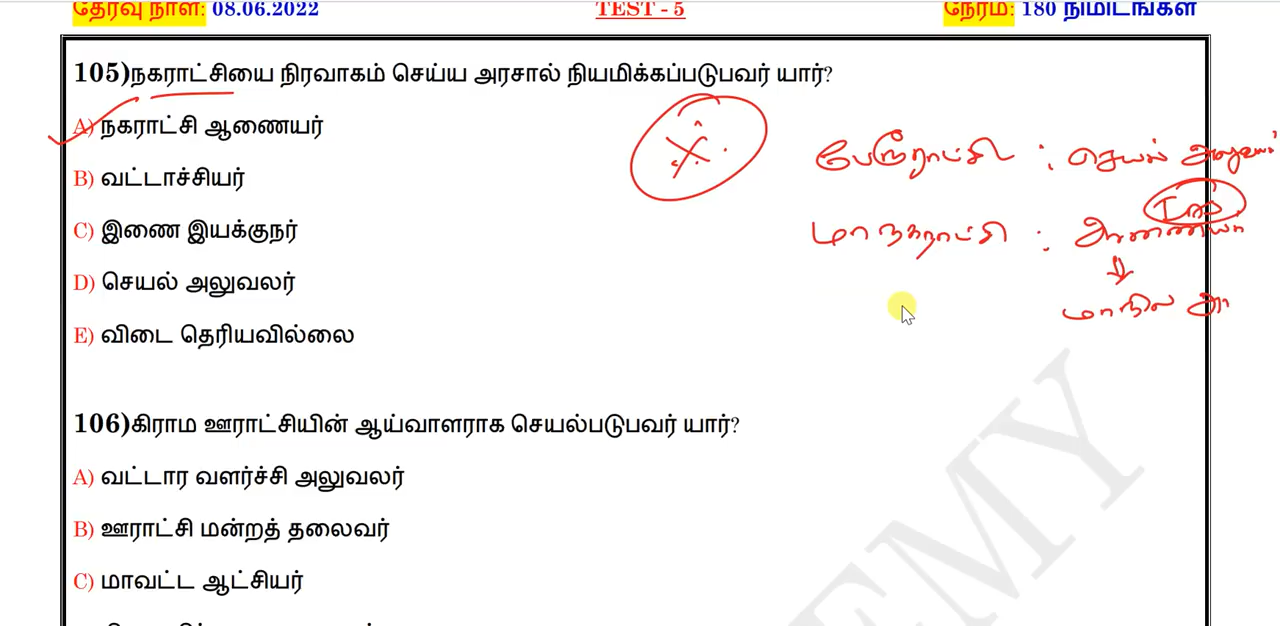 தேர்வு நாள்: 08.06.2022 TEST - 5 நேரம்: 180 நிமிடங்கள்
105)நகராட்சியை நிரவாகம் செய்ய அரசால் நியமிக்கப்படுபவர் யார்?
A) நகராட்சி ஆணையர்
B) வட்டாச்சியர்
C) இணை இயக்குநர்
D) செயல் அலுவலர்
E) விடை தெரியவில்லை
பேரூராட்சி : செயல் அலுவலர்
மாநகராட்சி : ஆணையர்
மாநில அ
106)கிராம ஊராட்சியின் ஆய்வாளராக செயல்படுபவர் யார்?
A) வட்டார வளர்ச்சி அலுவலர்
B) ஊராட்சி மன்றத் தலைவர்
C) மாவட்ட ஆட்சியர்
EMY